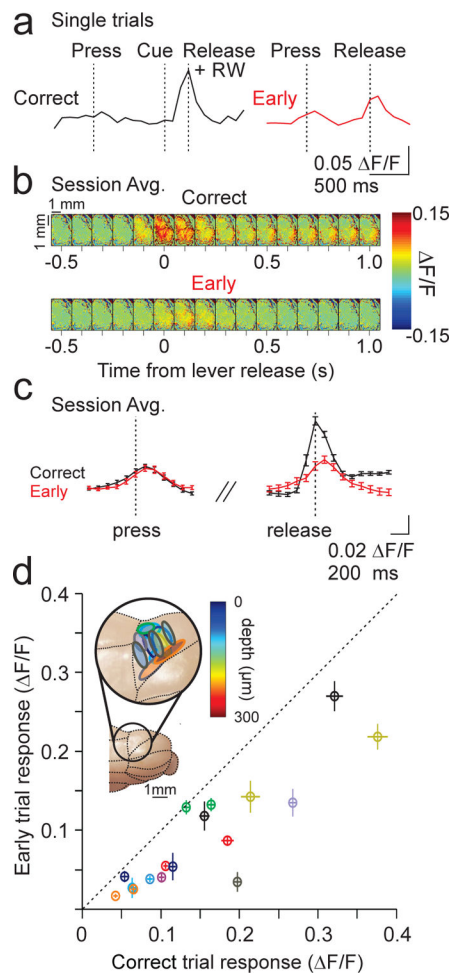 a
Single trials
Press Cue Release Press Release
+ RW
Correct Early
0.05 ΔF/F
500 ms
b
Session Avg.
1 mm Correct
1 mm
0.15
ΔF/F
-0.15
-0.5 0 0.5 1.0
Early
-0.5 0 0.5 1.0
Time from lever release (s)
c
Session Avg.
Correct
Early
press // release
0.02 ΔF/F
200 ms
d
0.4
0.3
0.2
0.1
0
Early trial response (ΔF/F)
0
depth (μm)
300
1mm
0.1 0.2 0.3 0.4
Correct trial response (ΔF/F)